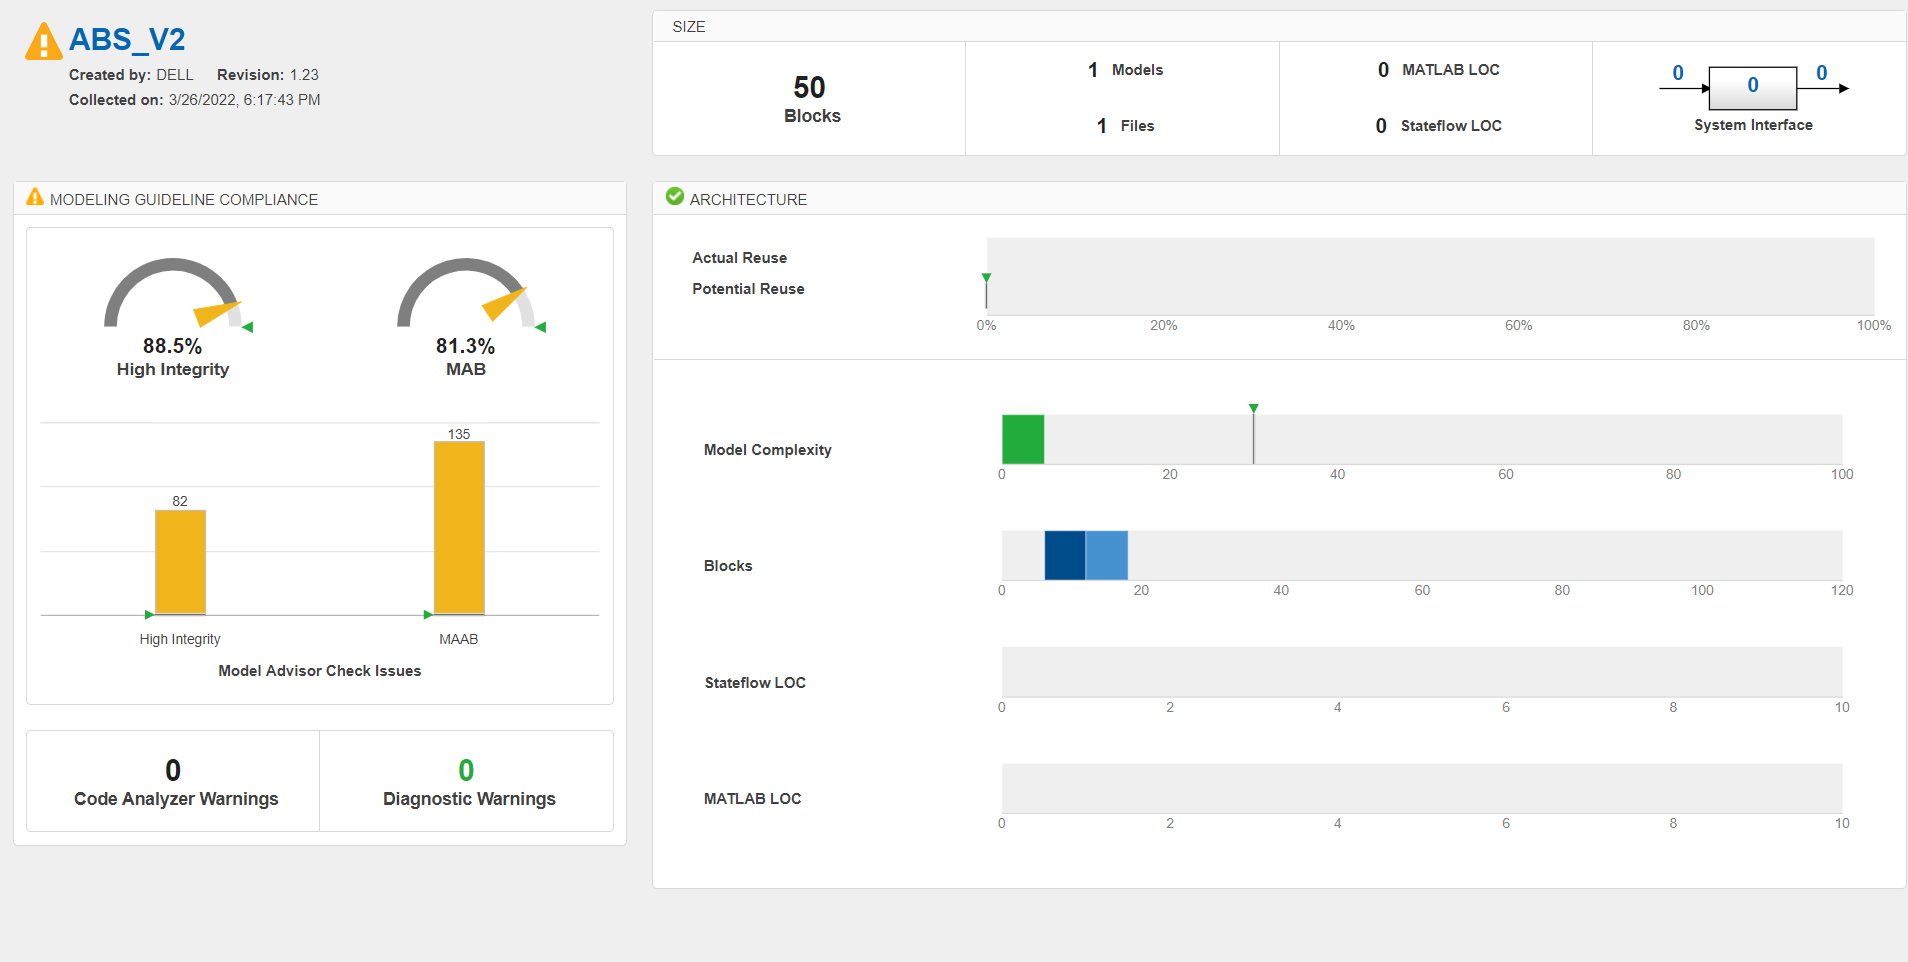 ABS_V2
Created by: DELL Revision: 1.23
Collected on: 3/26/2022, 6:17:43 PM
SIZE
50
Blocks
1 Models
1 Files
0 MATLAB LOC
0 Stateflow LOC
0 0 0
System Interface
MODELING GUIDELINE COMPLIANCE
88.5%
High Integrity
81.3%
MAB
82
135
High Integrity
MAAB
Model Advisor Check Issues
0
Code Analyzer Warnings
0
Diagnostic Warnings
ARCHITECTURE
Actual Reuse
Potential Reuse
0% 20% 40% 60% 80% 100%
Model Complexity
0 20 40 60 80 100
Blocks
0 20 40 60 80 100 120
Stateflow LOC
0 2 4 6 8 10
MATLAB LOC
0 2 4 6 8 10